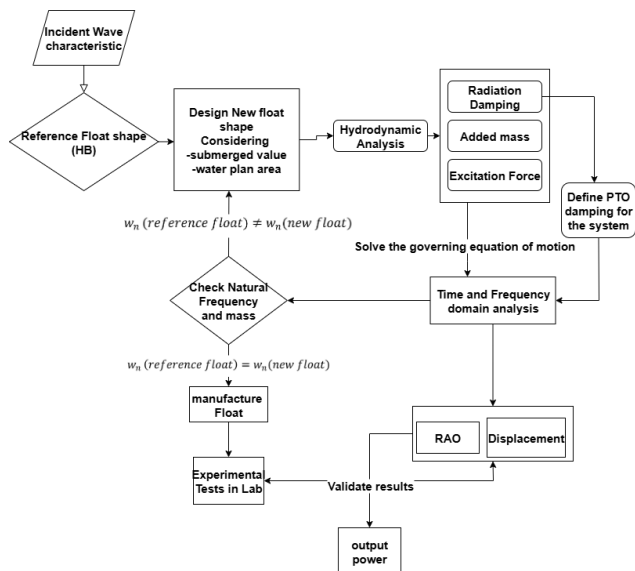 Incident Wave
characteristic
Reference Float shape
(HB)
Design New float
shape
Considering
-submerged value
-water plan area
Hydrodynamic
Analysis
Radiation
Damping
Added mass
Excitation Force
Define PTO
damping for
the system
w_n (reference float) ≠ w_n(new float)
Solve the governing equation of motion
Check Natural
Frequency
and mass
Time and Frequency
domain analysis
w_n (reference float) = w_n(new float)
manufacture
Float
RAO
Displacement
Experimental
Tests in Lab
Validate results
output
power